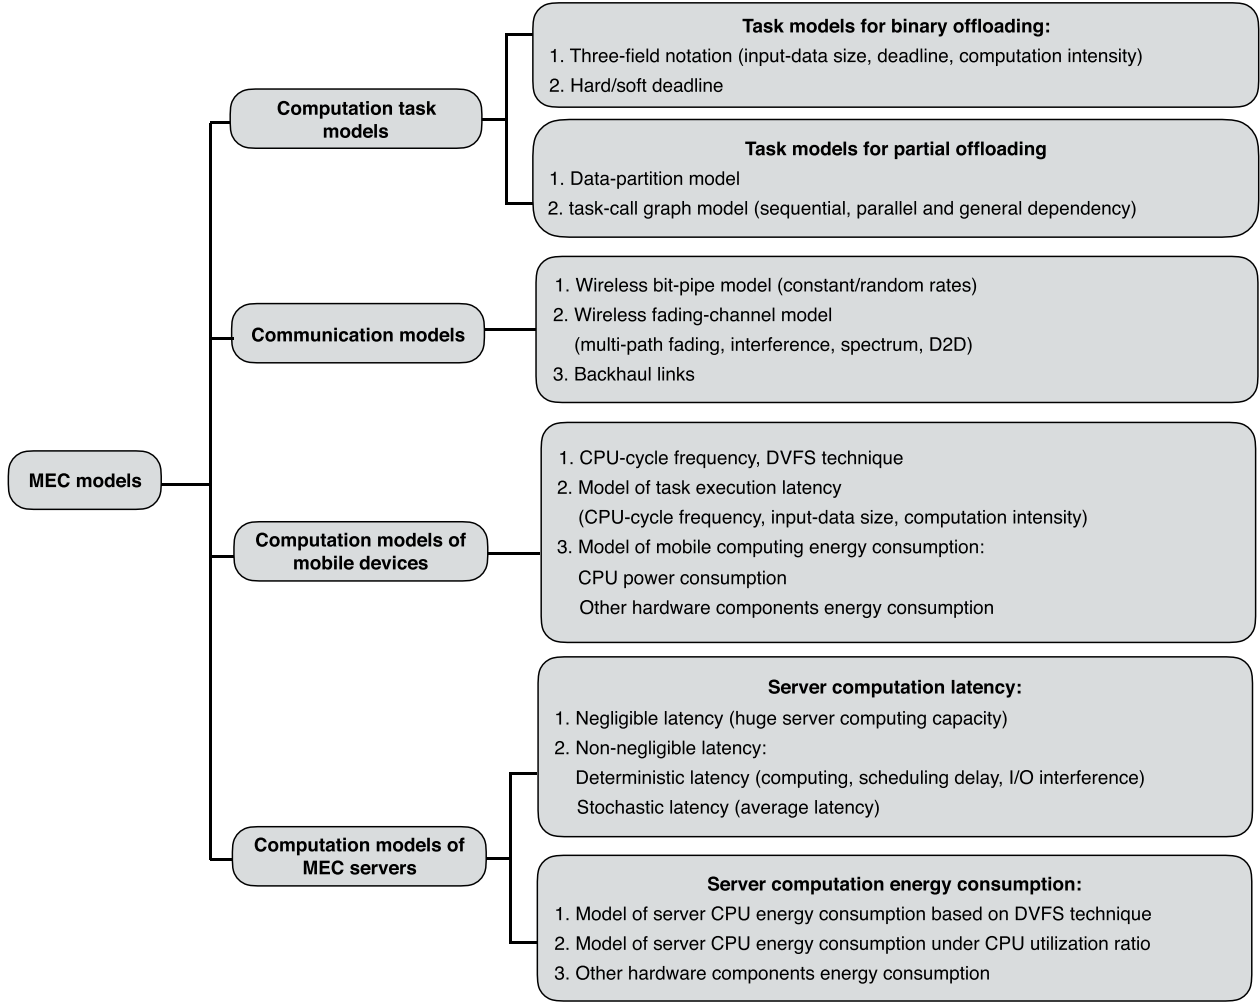 MEC models
Computation task
models
Task models for binary offloading:
1. Three-field notation (input-data size, deadline, computation intensity)
2. Hard/soft deadline
Task models for partial offloading
1. Data-partition model
2. task-call graph model (sequential, parallel and general dependency)
Communication models
1. Wireless bit-pipe model (constant/random rates)
2. Wireless fading-channel model
(multi-path fading, interference, spectrum, D2D)
3. Backhaul links
Computation models of
mobile devices
1. CPU-cycle frequency, DVFS technique
2. Model of task execution latency
(CPU-cycle frequency, input-data size, computation intensity)
3. Model of mobile computing energy consumption:
CPU power consumption
Other hardware components energy consumption
Computation models of
MEC servers
Server computation latency:
1. Negligible latency (huge server computing capacity)
2. Non-negligible latency:
Deterministic latency (computing, scheduling delay, I/O interference)
Stochastic latency (average latency)
Server computation energy consumption:
1. Model of server CPU energy consumption based on DVFS technique
2. Model of server CPU energy consumption under CPU utilization ratio
3. Other hardware components energy consumption